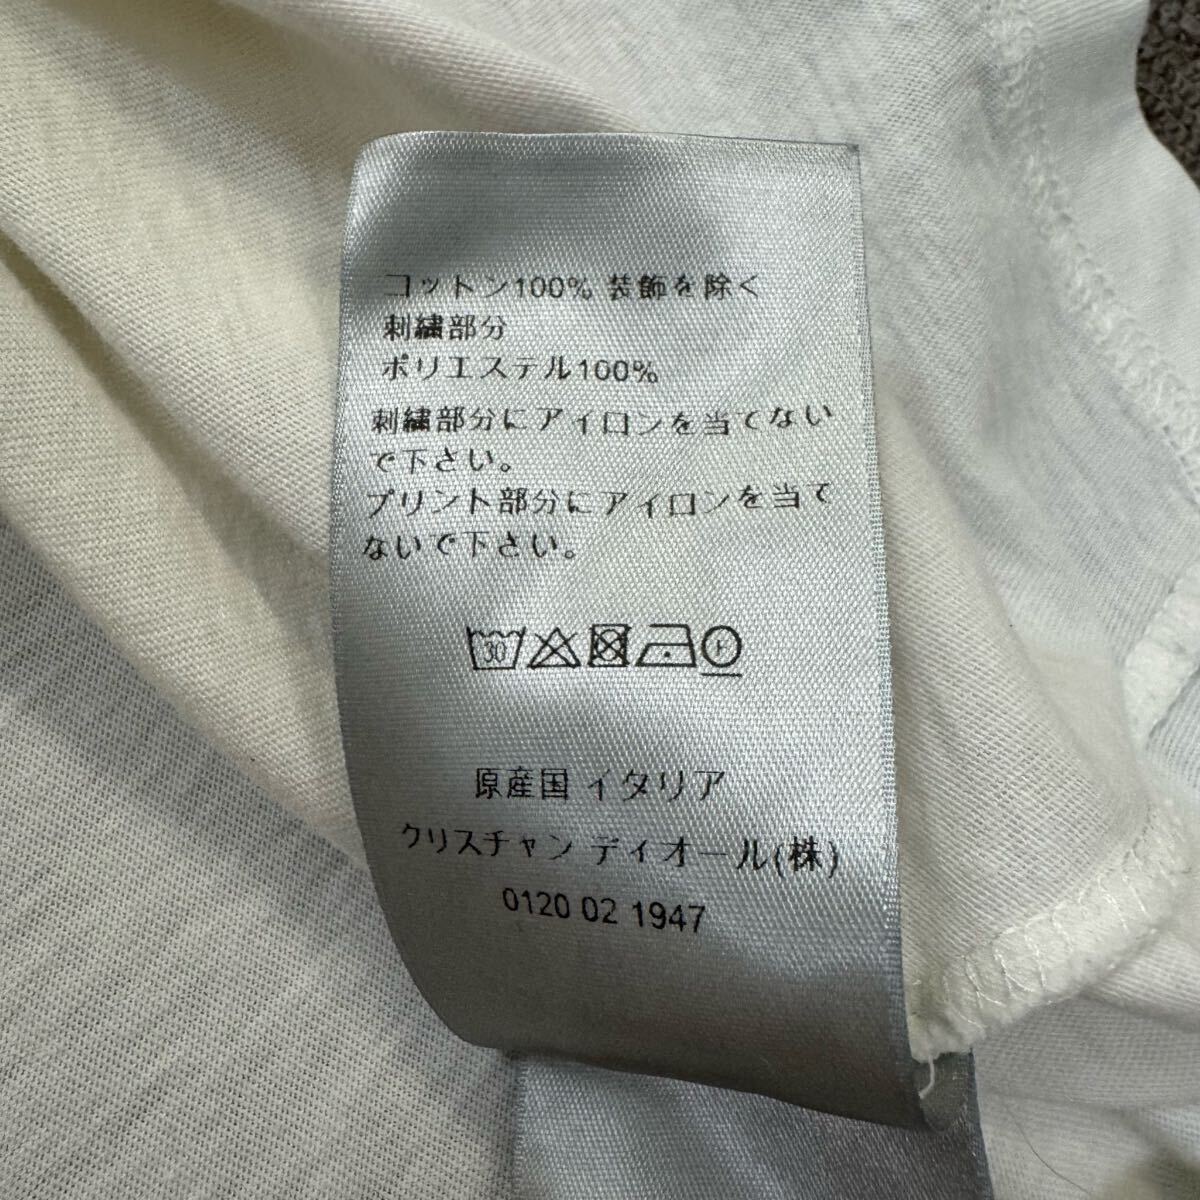 コットン100% 装飾を除く
刺繍部分
ポリエステル100%
刺繍部分にアイロンを当てない
で下さい。
プリント部分にアイロンを当て
ないで下さい。
30 F
原産国 イタリア
クリスチャン ディオール(株)
0120 02 1947